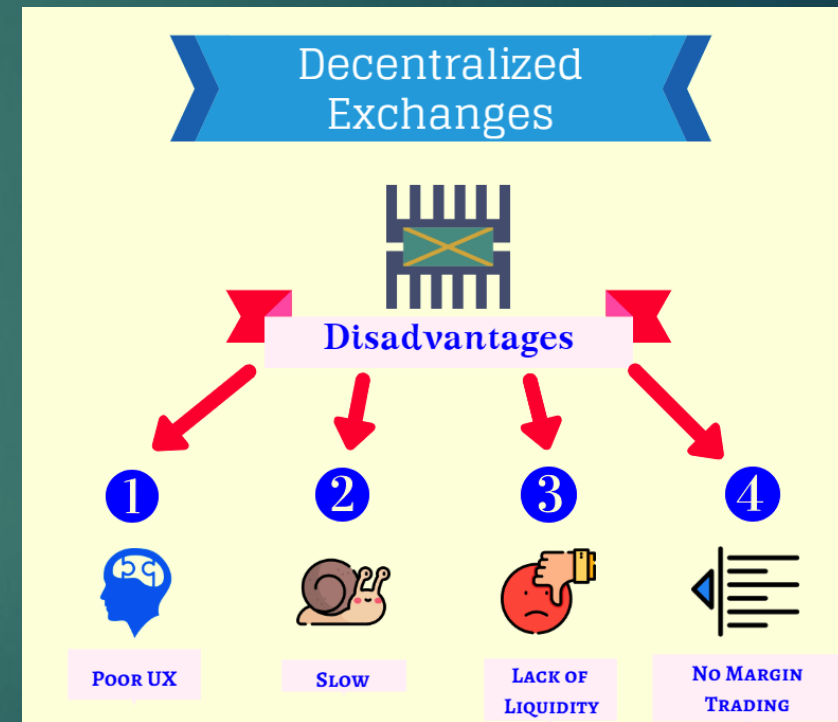 Decentralized
Exchanges
Disadvantages
1
2
3
4
Poor UX
Slow
Lack of
Liquidity
No Margin
Trading